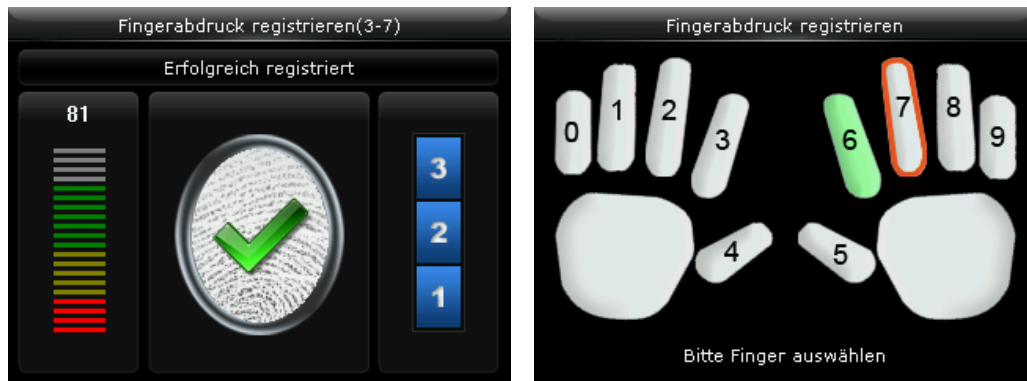 Fingerabdruck registrieren(3-7)
Erfolgreich registriert
81
3
2
1
Fingerabdruck registrieren
0 1 2 3 4 5 6 7 8 9
Bitte Finger auswählen